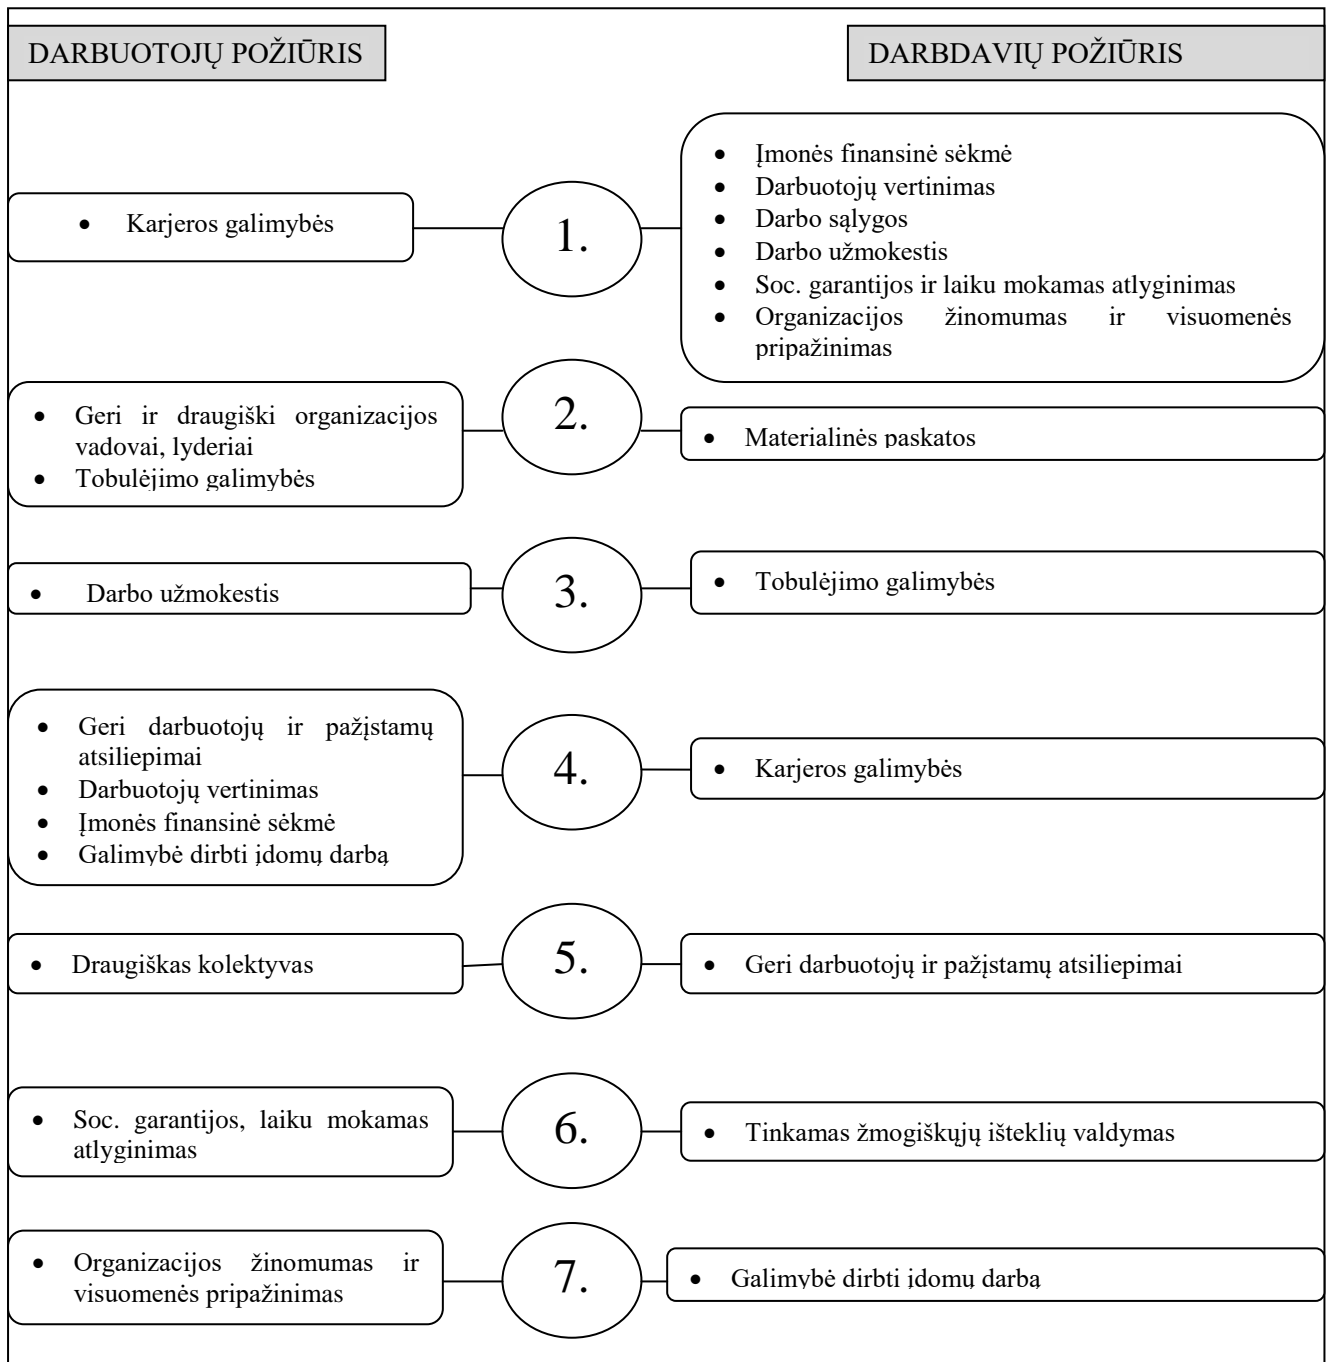 DARBUOTOJŲ POŽIŪRIS
DARBDAVIŲ POŽIŪRIS
• Karjeros galimybės
1.
• Įmonės finansinė sėkmė
• Darbuotojų vertinimas
• Darbo sąlygos
• Darbo užmokestis
• Soc. garantijos ir laiku mokamas atlyginimas
• Organizacijos žinomumas ir visuomenės
pripažinimas
• Geri ir draugiški organizacijos
vadovai, lyderiai
• Tobulėjimo galimybės
2.
• Materialinės paskatos
• Darbo užmokestis
3.
• Tobulėjimo galimybės
• Geri darbuotojų ir pažįstamų
atsiliepimai
• Darbuotojų vertinimas
• Įmonės finansinė sėkmė
• Galimybė dirbti įdomų darbą
4.
• Karjeros galimybės
• Draugiškas kolektyvas
5.
• Geri darbuotojų ir pažįstamų atsiliepimai
• Soc. garantijos, laiku mokamas
atlyginimas
6.
• Tinkamas žmogiškųjų išteklių valdymas
• Organizacijos žinomumas ir
visuomenės pripažinimas
7.
• Galimybė dirbti įdomų darbą